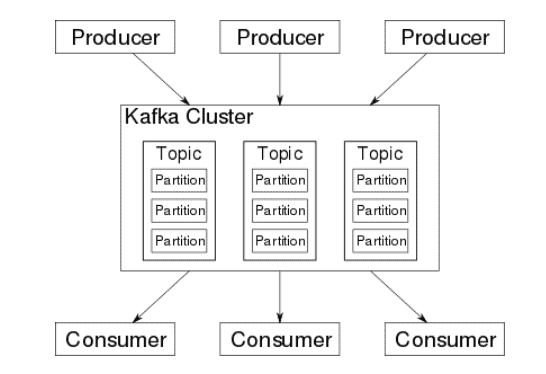 Producer
Producer
Producer
Kafka Cluster
Topic
Topic
Topic
Partition
Partition
Partition
Partition
Partition
Partition
Partition
Partition
Partition
Consumer
Consumer
Consumer